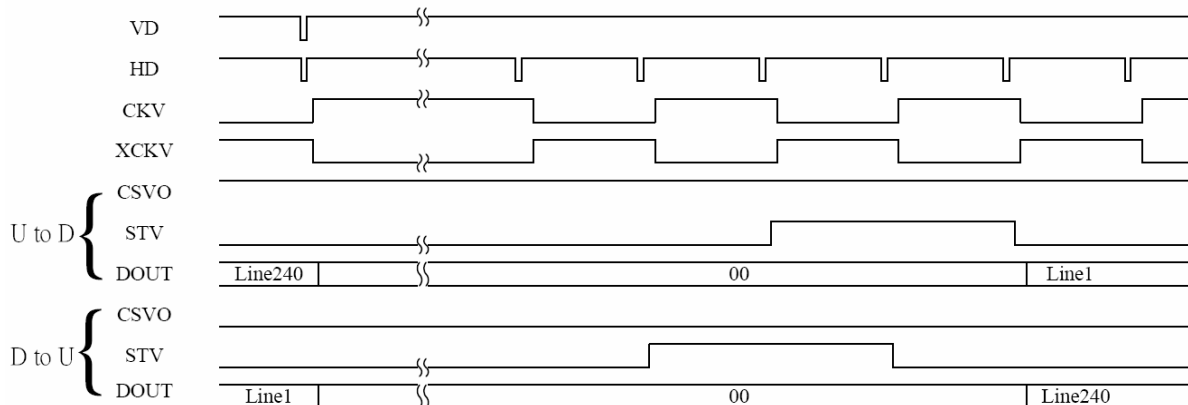 VD
HD
CKV
XCKV
U to D
CSVO
STV
DOUT Line240 00 Line1
D to U
CSVO
STV
DOUT Line1 00 Line240